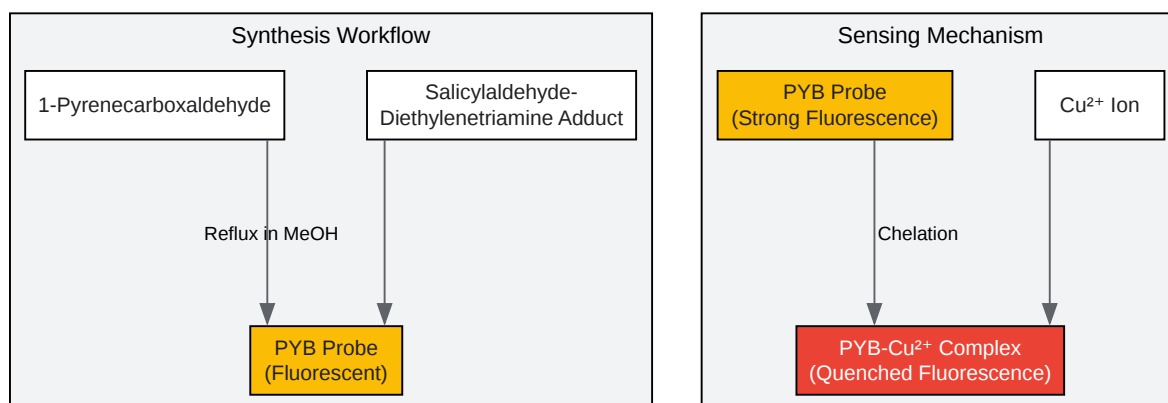 Synthesis Workflow
1-Pyrenecarboxaldehyde
Salicylaldehyde-
Diethylenetriamine Adduct
Reflux in MeOH
PYB Probe
(Fluorescent)
Sensing Mechanism
PYB Probe
(Strong Fluorescence)
Cu²⁺ Ion
Chelation
PYB-Cu²⁺ Complex
(Quenched Fluorescence)